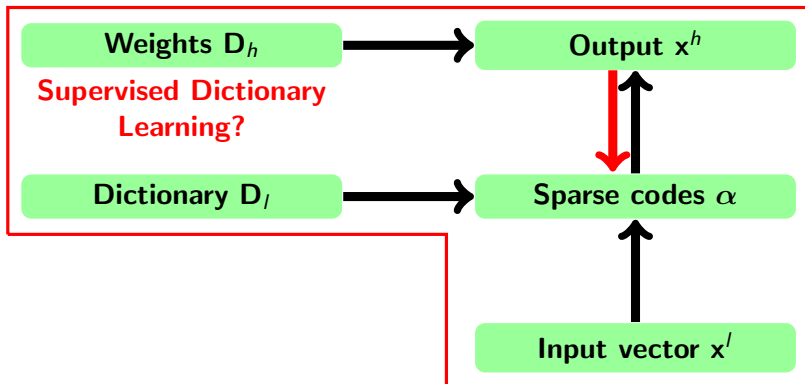 Weights D_h
Output x^h
Supervised Dictionary
Learning?
Dictionary D_l
Sparse codes α
Input vector x^l